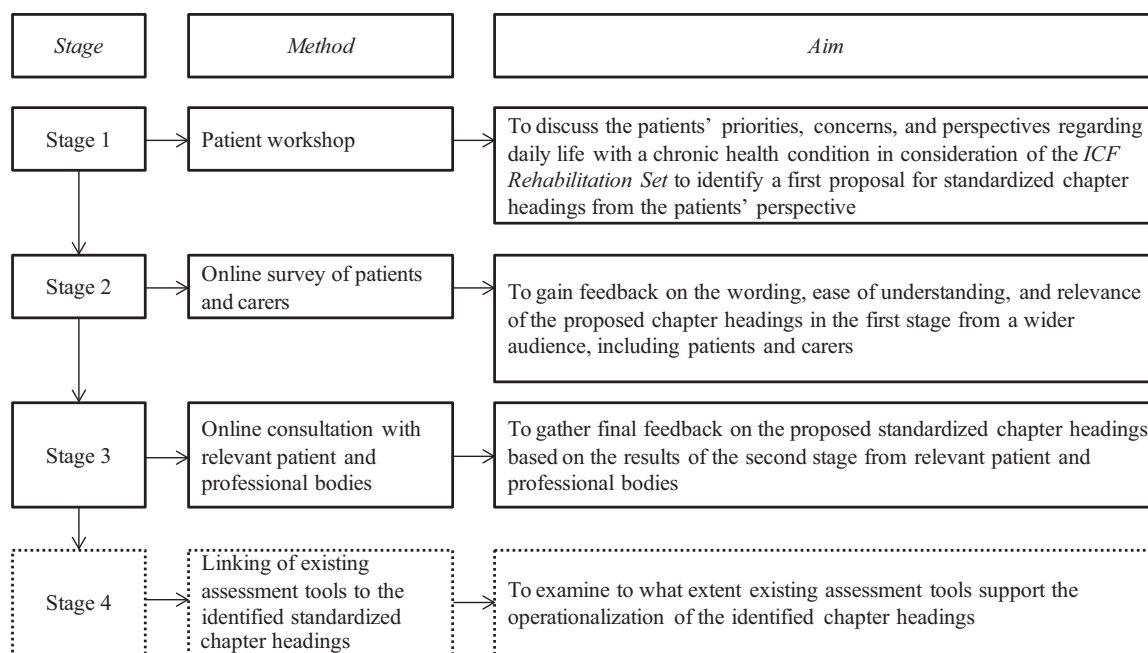 Stage
Method
Aim
Stage 1
Patient workshop
To discuss the patients’ priorities, concerns, and perspectives regarding
daily life with a chronic health condition in consideration of the ICF
Rehabilitation Set to identify a first proposal for standardized chapter
headings from the patients’ perspective
Stage 2
Online survey of patients
and carers
To gain feedback on the wording, ease of understanding, and relevance
of the proposed chapter headings in the first stage from a wider
audience, including patients and carers
Stage 3
Online consultation with
relevant patient and
professional bodies
To gather final feedback on the proposed standardized chapter headings
based on the results of the second stage from relevant patient and
professional bodies
Stage 4
Linking of existing
assessment tools to the
identified standardized
chapter headings
To examine to what extent existing assessment tools support the
operationalization of the identified chapter headings